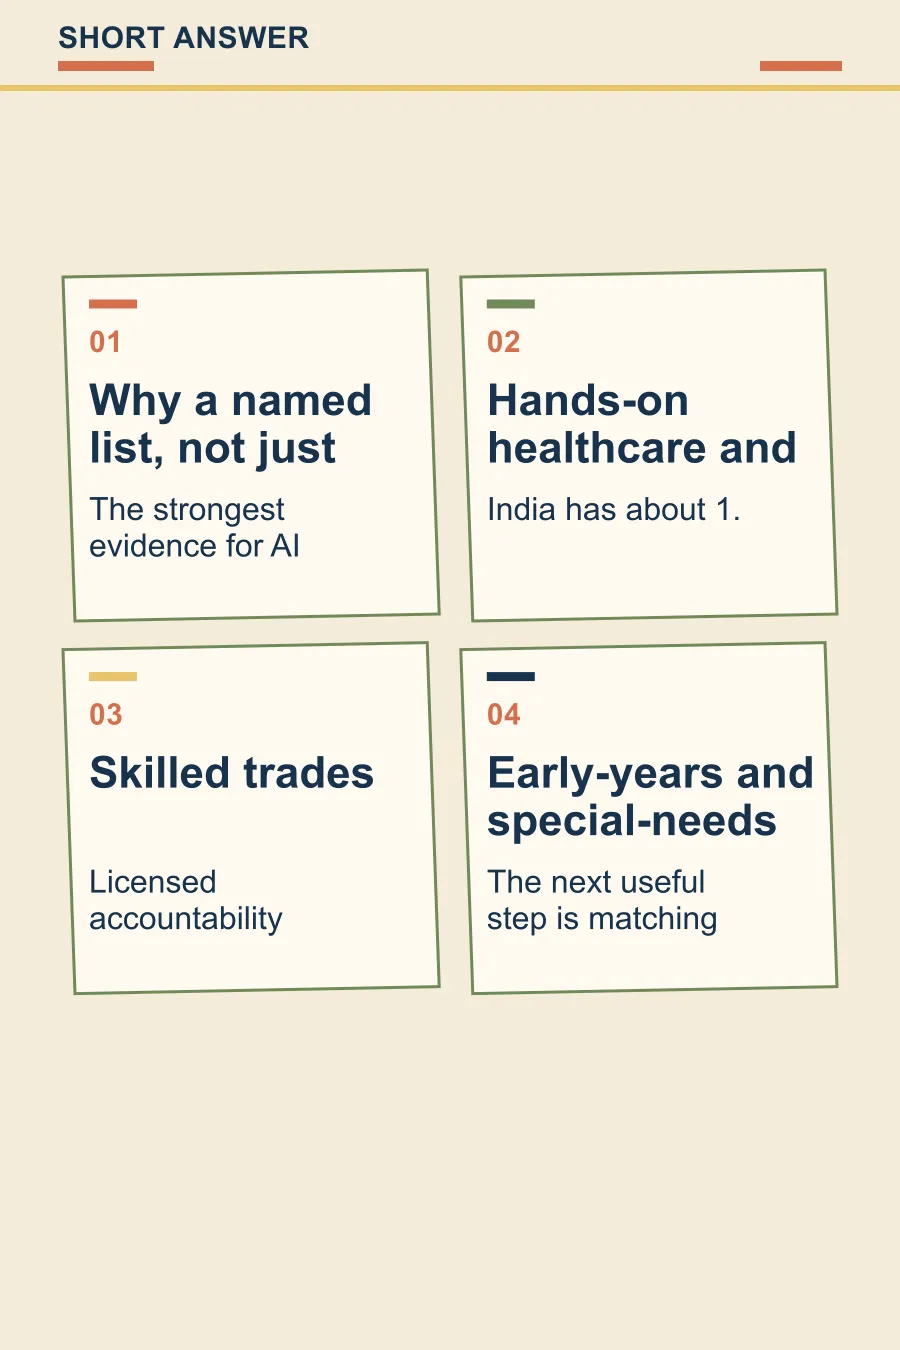 SHORT ANSWER
01
Why a named
list, not just
The strongest
evidence for AI
02
Hands-on
healthcare and
India has about 1.
03
Skilled trades
Licensed
accountability
04
Early-years and
special-needs
The next useful
step is matching